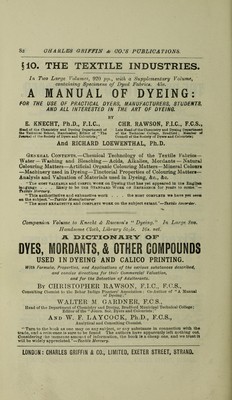 82 CHARLES GRIFFIN & CO.'S PUBLICATIONS.
§10. THE TEXTILE INDUSTRIES.
In Two Large Volumes, 920 pp., with a Supplementary Volume,
containing Specimens of Dyed Fabrics. 45s.
A MANUAL OF DYEING:
FOR THE USE OF PRACTICAL DYERS, MANUFACTURERS, STUDENTS,
AND ALL INTERESTED IN THE ART OF DYEING.
BY
E. KNECHT, Ph.D., F.I.C., CHR. RAWSON, F.I.C., F.C.S.,
And RICHARD LOEWENTHAL, Ph.D.
GENERAL CONTENTS.—Chemical Technology of the Textile Fabrics—
Water—Washing and Bleaching—Acids, Alkalies, Mordants—Natural
Colouring Matters—Artificial Organic Colouring Matters—Mineral Colours
—Machinery used in Dyeing—Tinctorial Properties of Colouring Matters—
Analysis and Valuation of Materials used in Dyeing, &c., &c.
Companion Volume to Knecht & Rawson's "Dyeing." In Large 8vo.
Handsome Cloth, Library Style. 16s. net.
A DICTIONARY OF
DYES, MORDANTS, & OTHER COMPOUNDS
USED IN DYEING AND CALICO PRINTING.
With Formulæ, Properties, and Applications of the various substances described,
and concise directions for their Commercial Valuation,
and for the Detection of Adulterants.
By CHRISTOPHER RAWSON, F.I.C., F.C.S.,
WALTER M. GARDNER, F.C.S.,
AND W. F. LAYCOCK, Ph.D., F.C.S.,
Analytical and Consulting Chemist.
LONDON: CHARLES GRIFFIN & CO., LIMITED, EXETER STREET, STRAND.